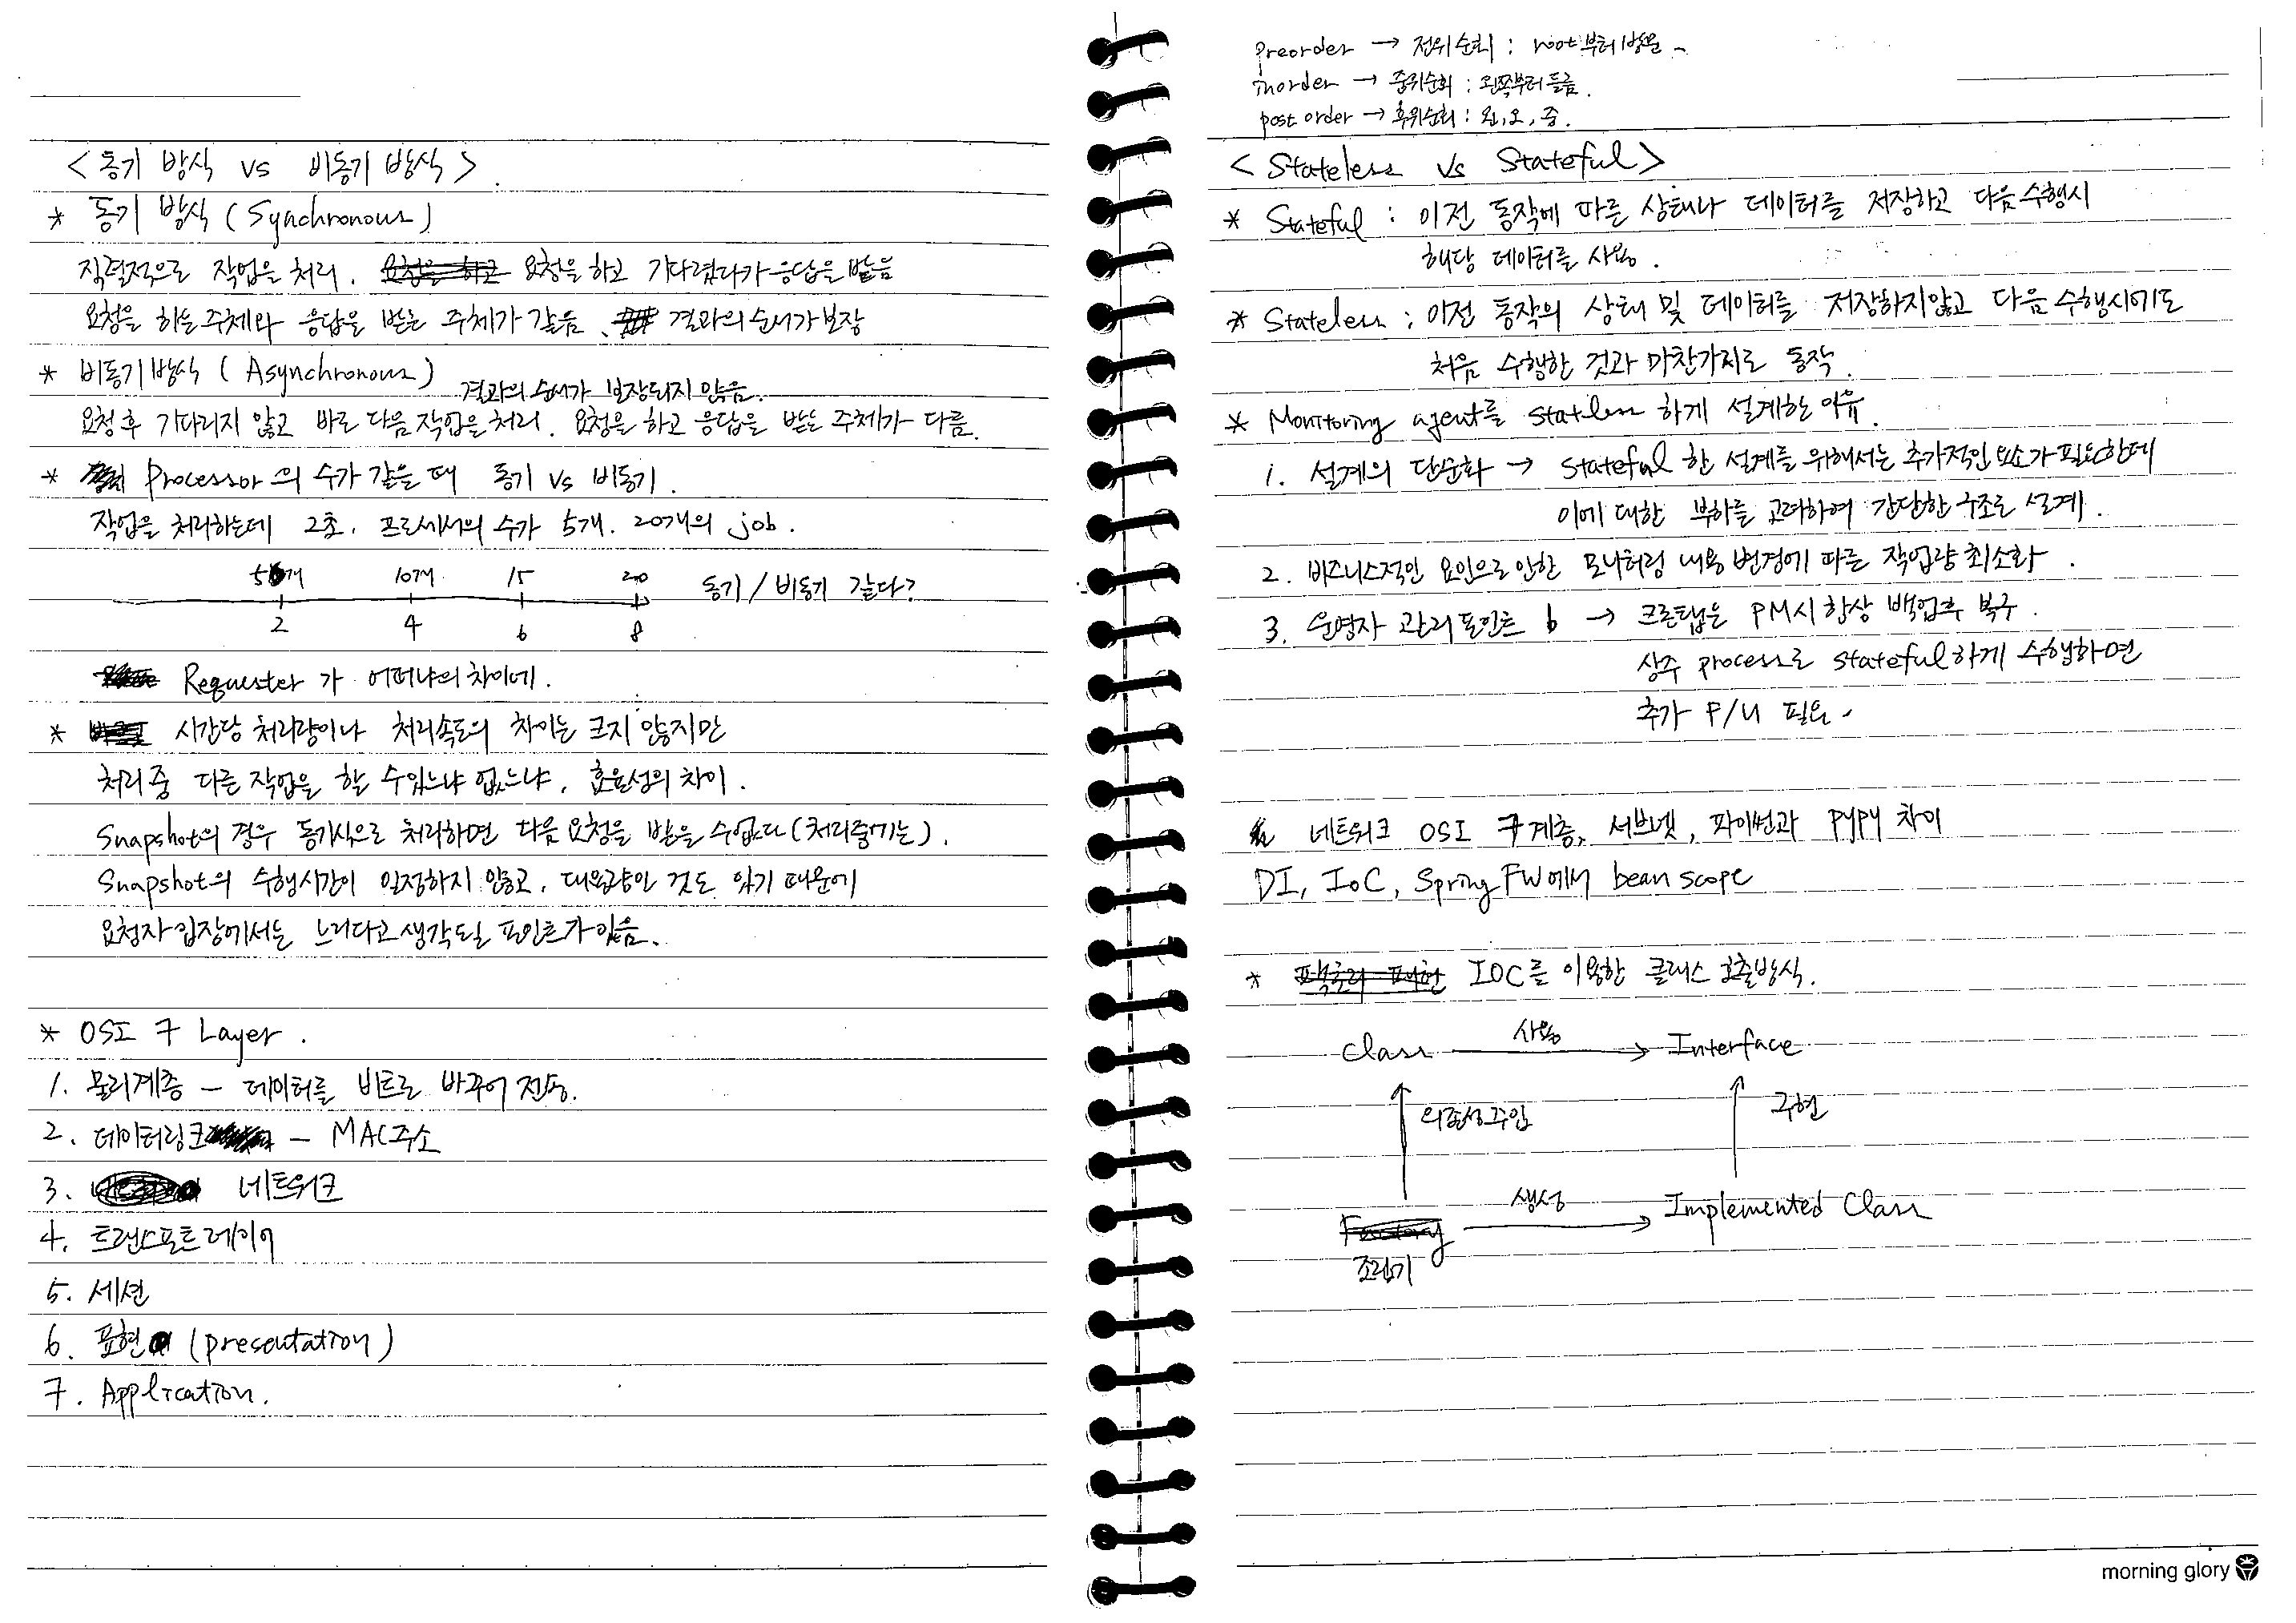 < 동기 방식 vs 비동기 방식 >
* 동기 방식 ( Synchronous )
직렬적으로 작업을 처리. 요청을 하고 요청을 하고 기다렸다가 응답을 받음
요청을 하는 주체와 응답을 받는 주체가 같음. 결과의 순서가 보장
* 비동기방식 ( Asynchronous ) 결과의 순서가 보장되지 않음.
요청 후 기다리지 않고 바로 다음 작업을 처리. 요청을 하고 응답을 받는 주체가 다름.
* Processor 의 수가 같을 때 동기 vs 비동기.
작업을 처리하는데 2초. 프로세서의 수가 5개. 20개의 job.
5개 10개 15 20 동기 / 비동기 같다?
2 4 6 8
Requester 가 어떠냐의 차이네.
* 시간당 처리량이나 처리속도의 차이는 크지 않지만
처리중 다른 작업을 할 수있느냐 없느냐. 효율성의 차이.
Snapshot의 경우 동기식으로 처리하면 다음 요청을 받을 수없다 (처리중에는).
Snapshot의 수행시간이 일정하지 않고, 대용량인 것도 있기 때문에
요청자 입장에서는 느리다고 생각될 포인트가 있음.
* OSI 7 Layer .
1. 물리계층 - 데이터를 비트로 바꾸어 전송.
2. 데이터링크 - MAC주소
3. 네트워크
4. 트랜스포트 레이어
5. 세션
6. 표현 (presentation)
7. Application.
preorder → 전위순회 : root부터 방문
inorder → 중위순회 : 왼쪽부터 들름.
post order → 후위순회 : 왼, 오, 중.
< Stateless vs Stateful >
* Stateful : 이전 동작에 따른 상태나 데이터를 저장하고 다음 수행시
해당 데이터를 사용.
* Stateless : 이전 동작의 상태 및 데이터를 저장하지않고 다음 수행시에도
처음 수행한 것과 마찬가지로 동작.
* Monitoring agent를 statless 하게 설계한 이유.
1. 설계의 단순화 → Stateful 한 설계를 위해서는 추가적인 요소가 필요한데
이에 대한 부하를 고려하여 간단한 구조로 설계.
2. 비즈니스적인 요인으로 인한 모니터링 내용 변경에 따른 작업량 최소화.
3. 운영자 관리 포인트 → 크론탭은 PM시 항상 백업후 복구.
상주 process로 stateful하게 수행하면
추가 P/U 필요.
네트워크 OSI 7계층, 서브넷, 파이썬과 pypy 차이
DI, IoC, Spring FW에서 bean scope
* 팩토리 패턴 IOC를 이용한 클래스 호출방식.
사용
Class → Interface
의존성주입 구현
생성
Factory → Implemented Class
조립기
morning glory